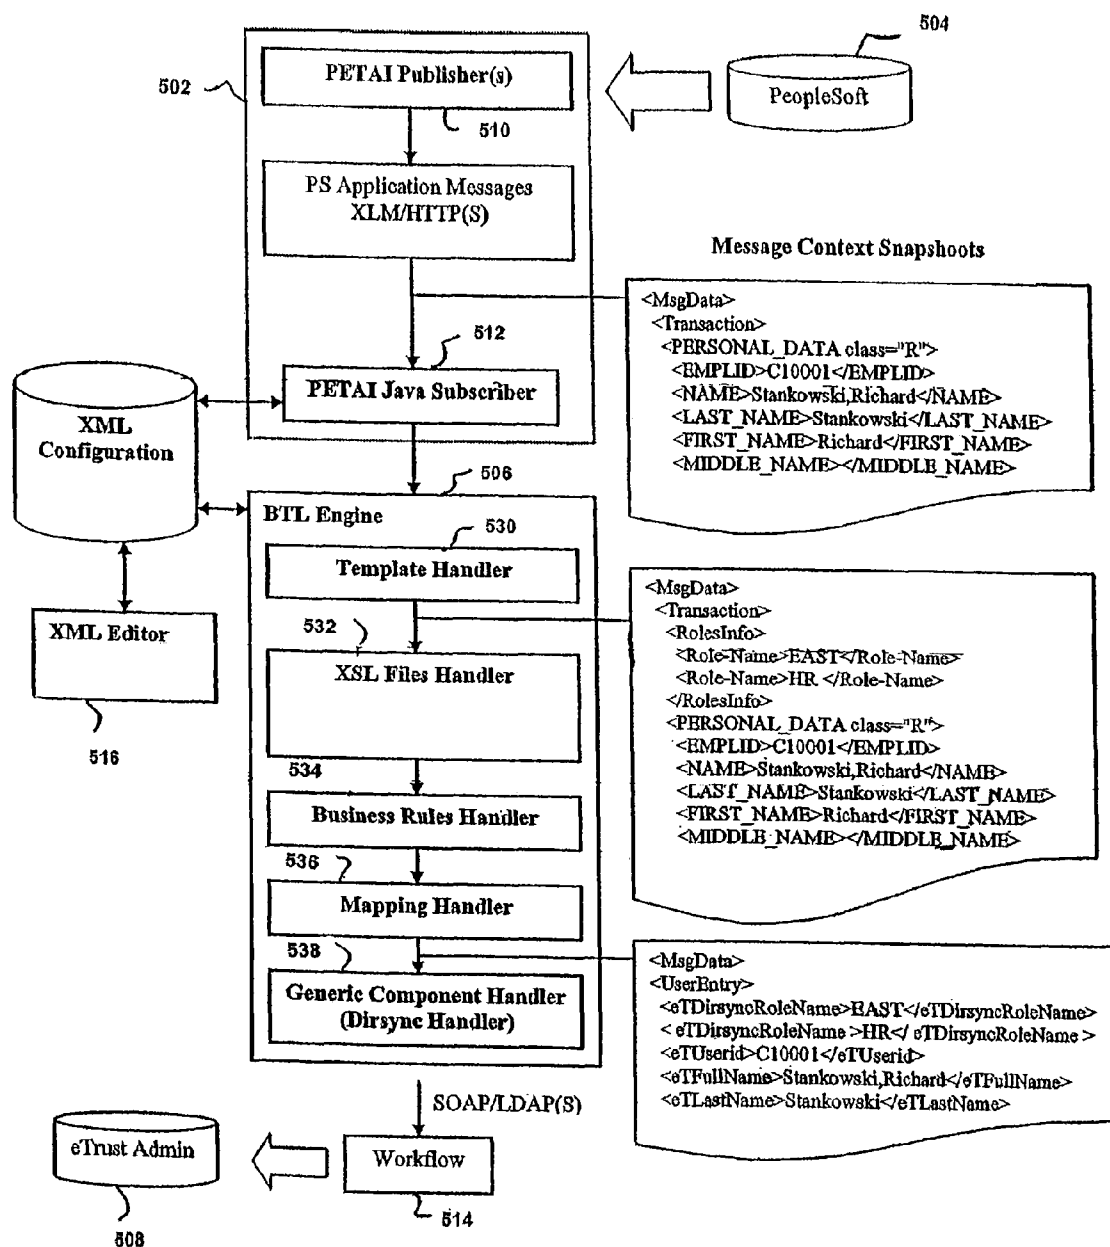 504
PETAI Publisher(s)
502
PeopleSoft
510
PS Application Messages
XLM/HTTP(S)
Message Context Snapshoots
<MsgData>
<Transaction>
<PERSONAL_DATA class="R">
<EMPLID>C10001</EMPLID>
<NAME>Stankowski,Richard</NAME>
<LAST_NAME>Stankowski</LAST_NAME>
<FIRST_NAME>Richard</FIRST_NAME>
<MIDDLE_NAME></MIDDLE_NAME>
512
PETAI Java Subscriber
XML
Configuration
506
BTL Engine
530
Template Handler
<MsgData>
<Transaction>
<RolesInfo>
<Role-Name>EAST</Role-Name>
<Role-Name>HR </Role-Name>
</RolesInfo>
<PERSONAL_DATA class="R">
<EMPLID>C10001</EMPLID>
<NAME>Stankowski,Richard</NAME>
<LAST_NAME>Stankowski</LAST_NAME>
<FIRST_NAME>Richard</FIRST_NAME>
<MIDDLE_NAME></MIDDLE_NAME>
XML Editor
516
532
XSL Files Handler
534
Business Rules Handler
536
Mapping Handler
538
Generic Component Handler
(Dirsync Handler)
<MsgData>
<UserEntry>
<eTDirsyncRoleName>EAST</eTDirsyncRoleName>
< eTDirsyncRoleName >HR</ eTDirsyncRoleName >
<eTUserid>C10001</eTUserid>
<eTFullName>Stankowski,Richard</eTFullName>
<eTLastName>Stankowski</eTLastName>
SOAP/LDAP(S)
eTrust Admin
Workflow
514
508